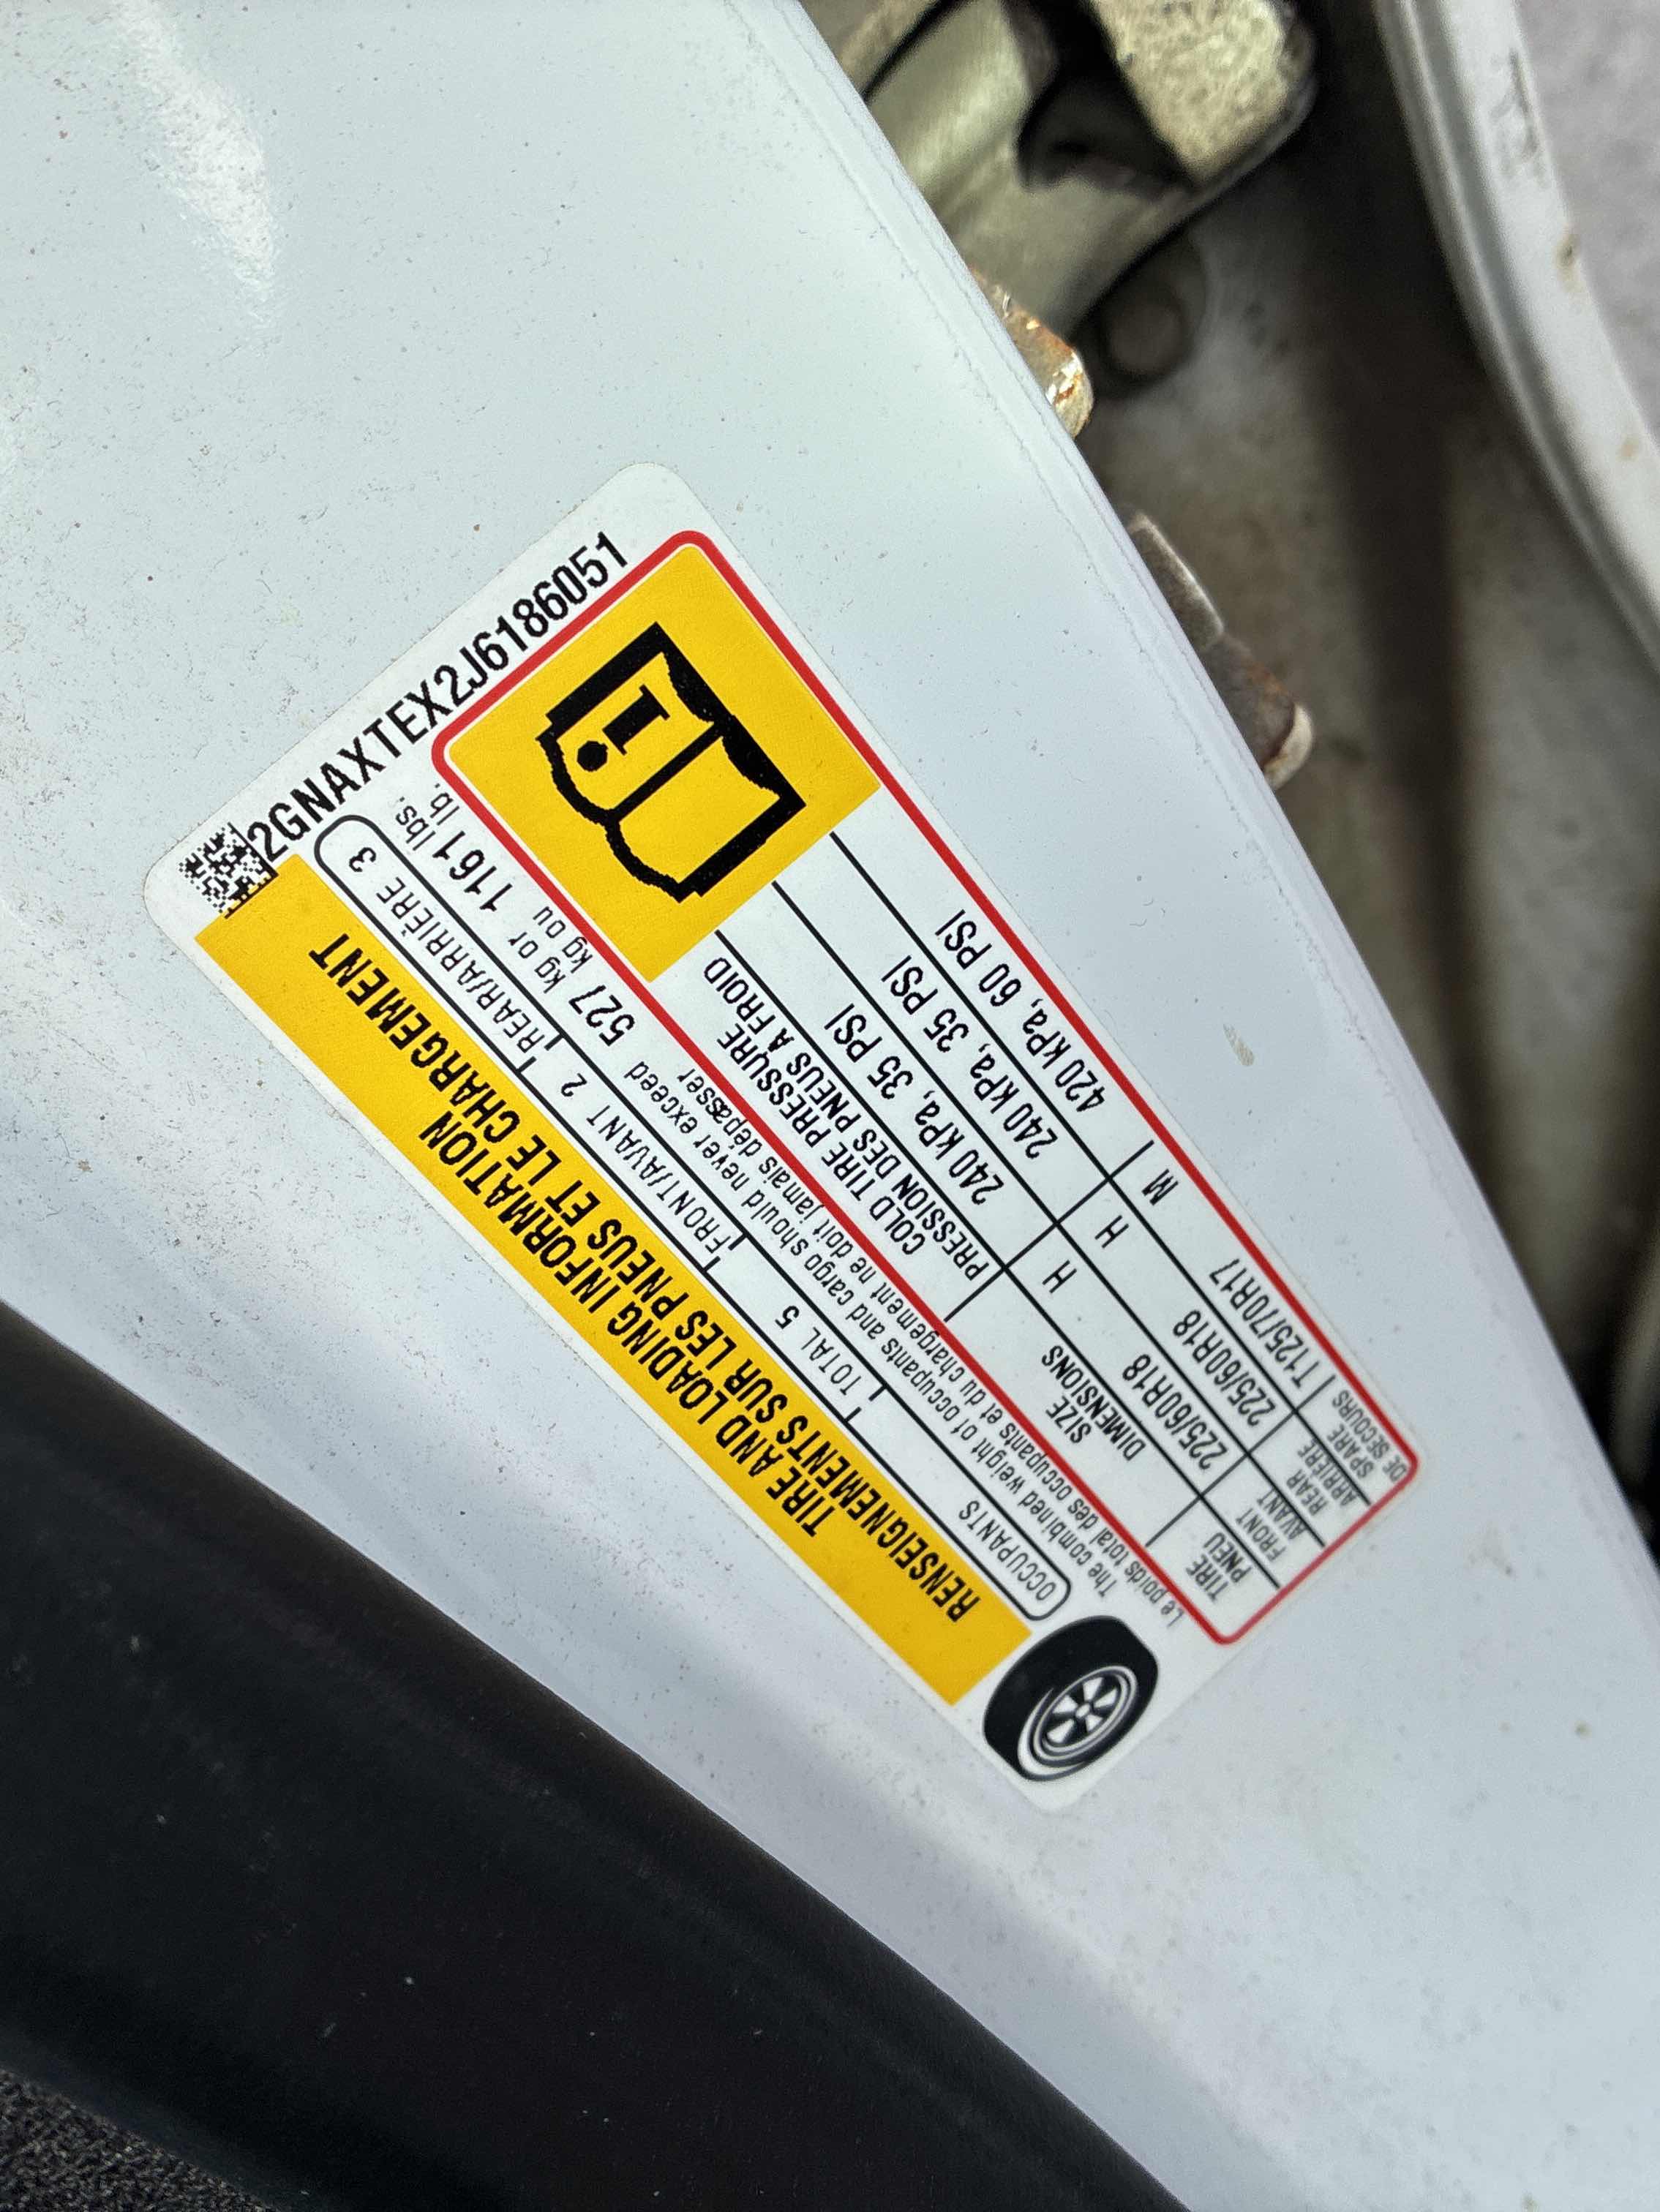 2GNAXTEX2J6186051
TIRE AND LOADING INFORMATION
RENSEIGNEMENTS SUR LES PNEUS ET LE CHARGEMENT
OCCUPANTS TOTAL 5 FRONT/AVANT 2 REAR/ARRIÈRE 3
The combined weight of occupants and cargo should never exceed 527 kg or 1161 lbs.
Le poids total des occupants et du chargement ne doit jamais dépasser kg ou lb.
TIRE SIZE COLD TIRE PRESSURE
PNEU DIMENSIONS PRESSION DES PNEUS A FROID
FRONT
AVANT 225/60R18 H 240 kPa, 35 PSI
REAR
ARRIÈRE 225/60R18 H 240 kPa, 35 PSI
SPARE
DE SECOURS T125/70R17 M 420 kPa, 60 PSI
i